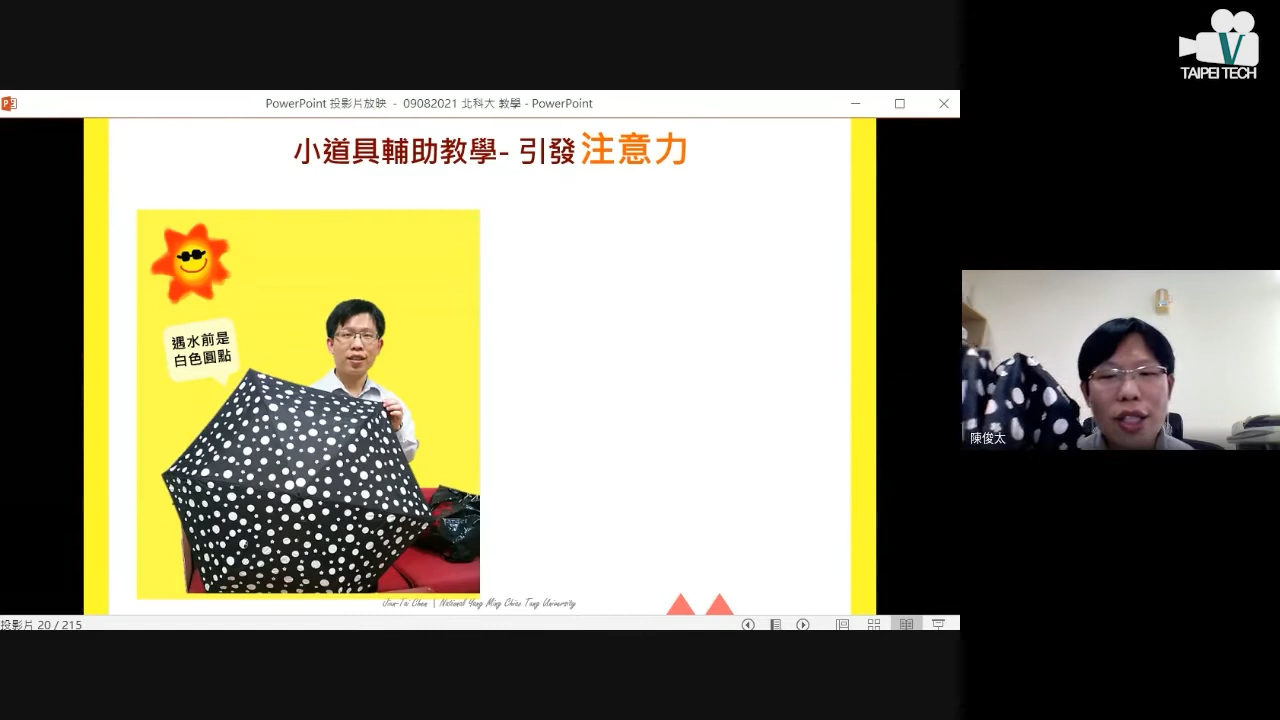 TAIPEI TECH
PowerPoint 投影片放映 - 09082021 北科大 教學 - PowerPoint
小道具輔助教學- 引發 注意力
遇水前是
白色圓點
陳俊太
Jiun-Tai Chen | National Yang Ming Chiao Tung University
投影片 20 / 215